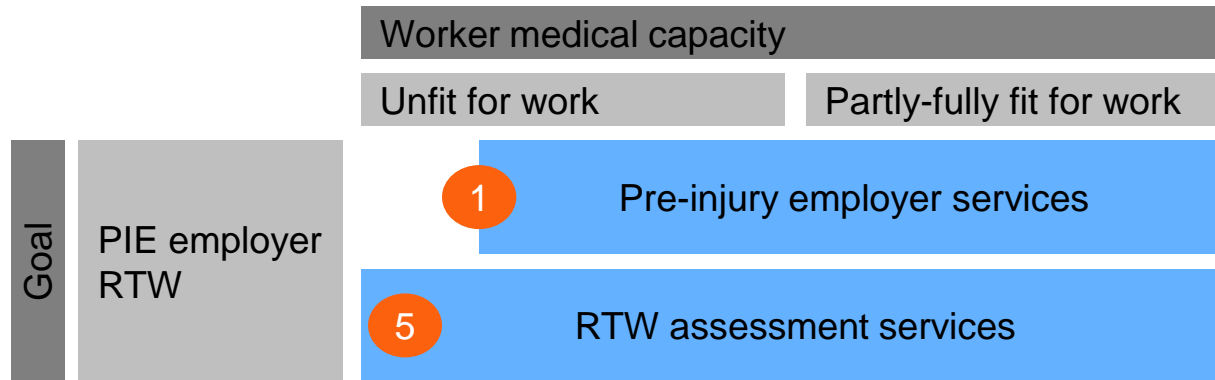 Worker medical capacity
Unfit for work
Partly-fully fit for work
Goal
PIE employer
RTW
1
Pre-injury employer services
5
RTW assessment services